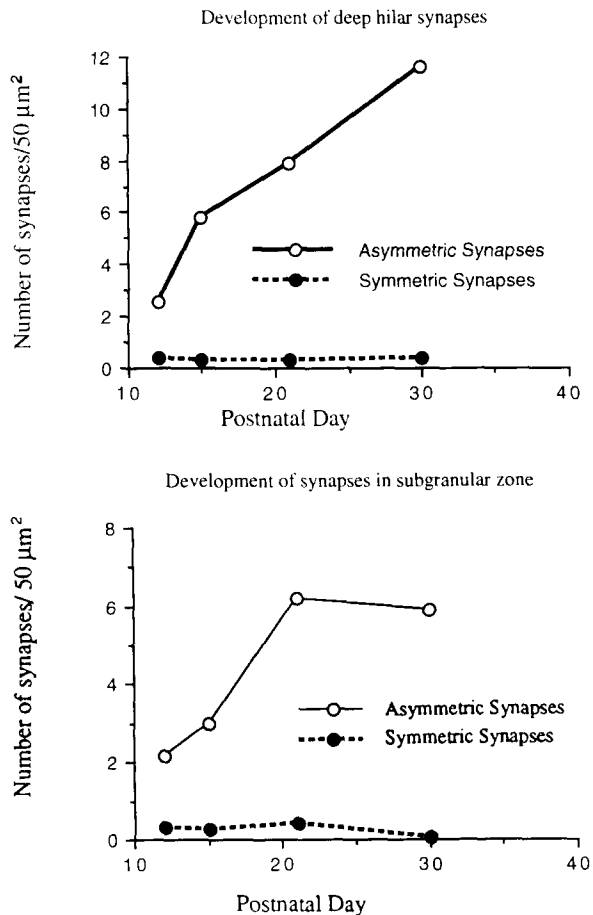 Development of deep hilar synapses
Number of synapses/50 µm²
12
10
8
6
4
2
0
Asymmetric Synapses
Symmetric Synapses
10 20 30 40
Postnatal Day
Development of synapses in subgranular zone
Number of synapses/ 50 µm²
8
6
4
2
0
Asymmetric Synapses
Symmetric Synapses
10 20 30 40
Postnatal Day